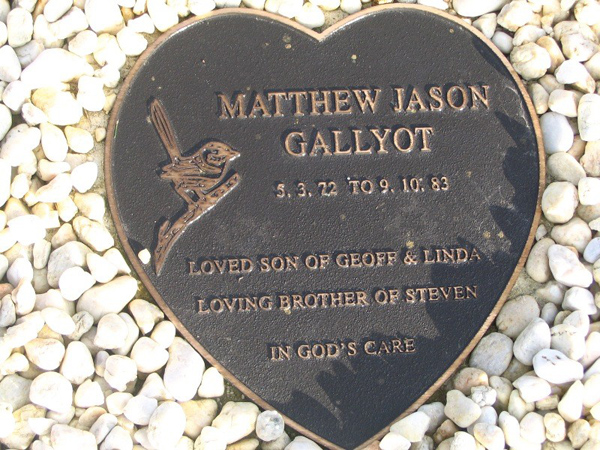 MATTHEW JASON
GALLYOT
5. 3. 72 TO 9. 10. 83
LOVED SON OF GEOFF & LINDA
LOVING BROTHER OF STEVEN
IN GOD'S CARE